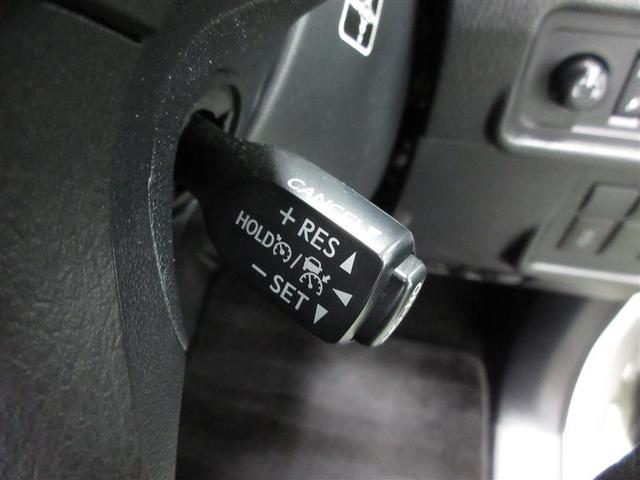 CANCEL
+ RES
HOLD /
− SET